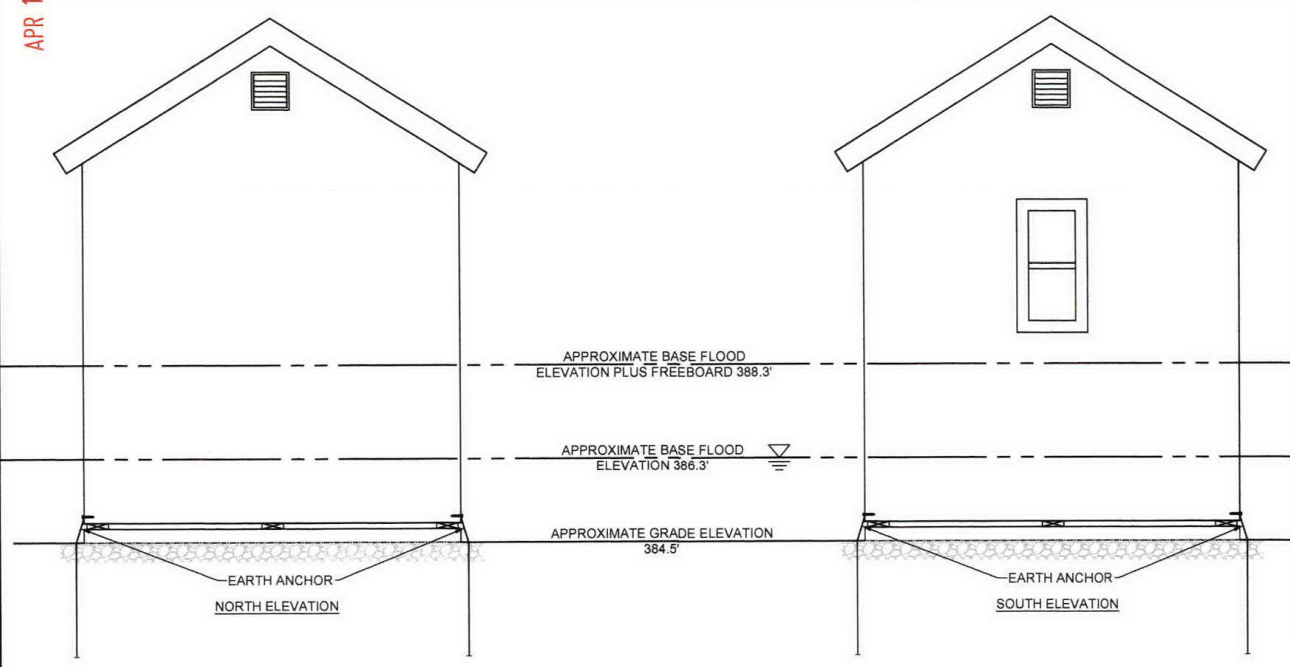 APR 1
APPROXIMATE BASE FLOOD
ELEVATION PLUS FREEBOARD 388.3'
APPROXIMATE BASE FLOOD
ELEVATION 386.3'
APPROXIMATE GRADE ELEVATION
384.5'
EARTH ANCHOR
NORTH ELEVATION
EARTH ANCHOR
SOUTH ELEVATION